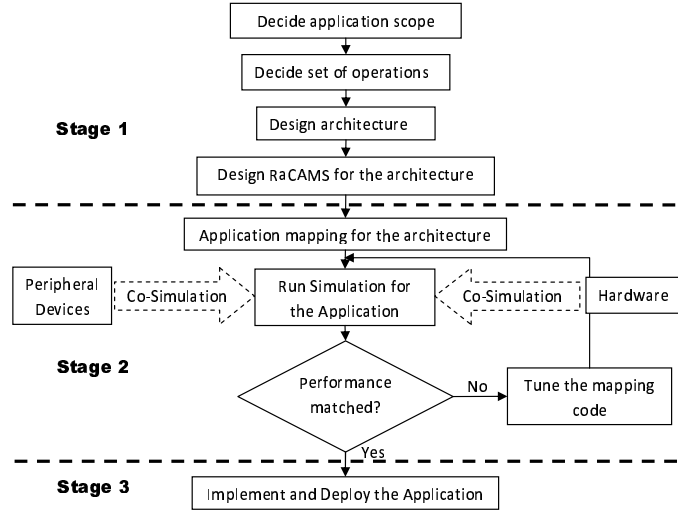 Decide application scope
Decide set of operations
Stage 1
Design architecture
Design RaCAMS for the architecture
Application mapping for the architecture
Peripheral
Devices
Co-Simulation
Run Simulation for
the Application
Co-Simulation
Hardware
Stage 2
Performance
matched?
No
Tune the mapping
code
Yes
Stage 3
Implement and Deploy the Application